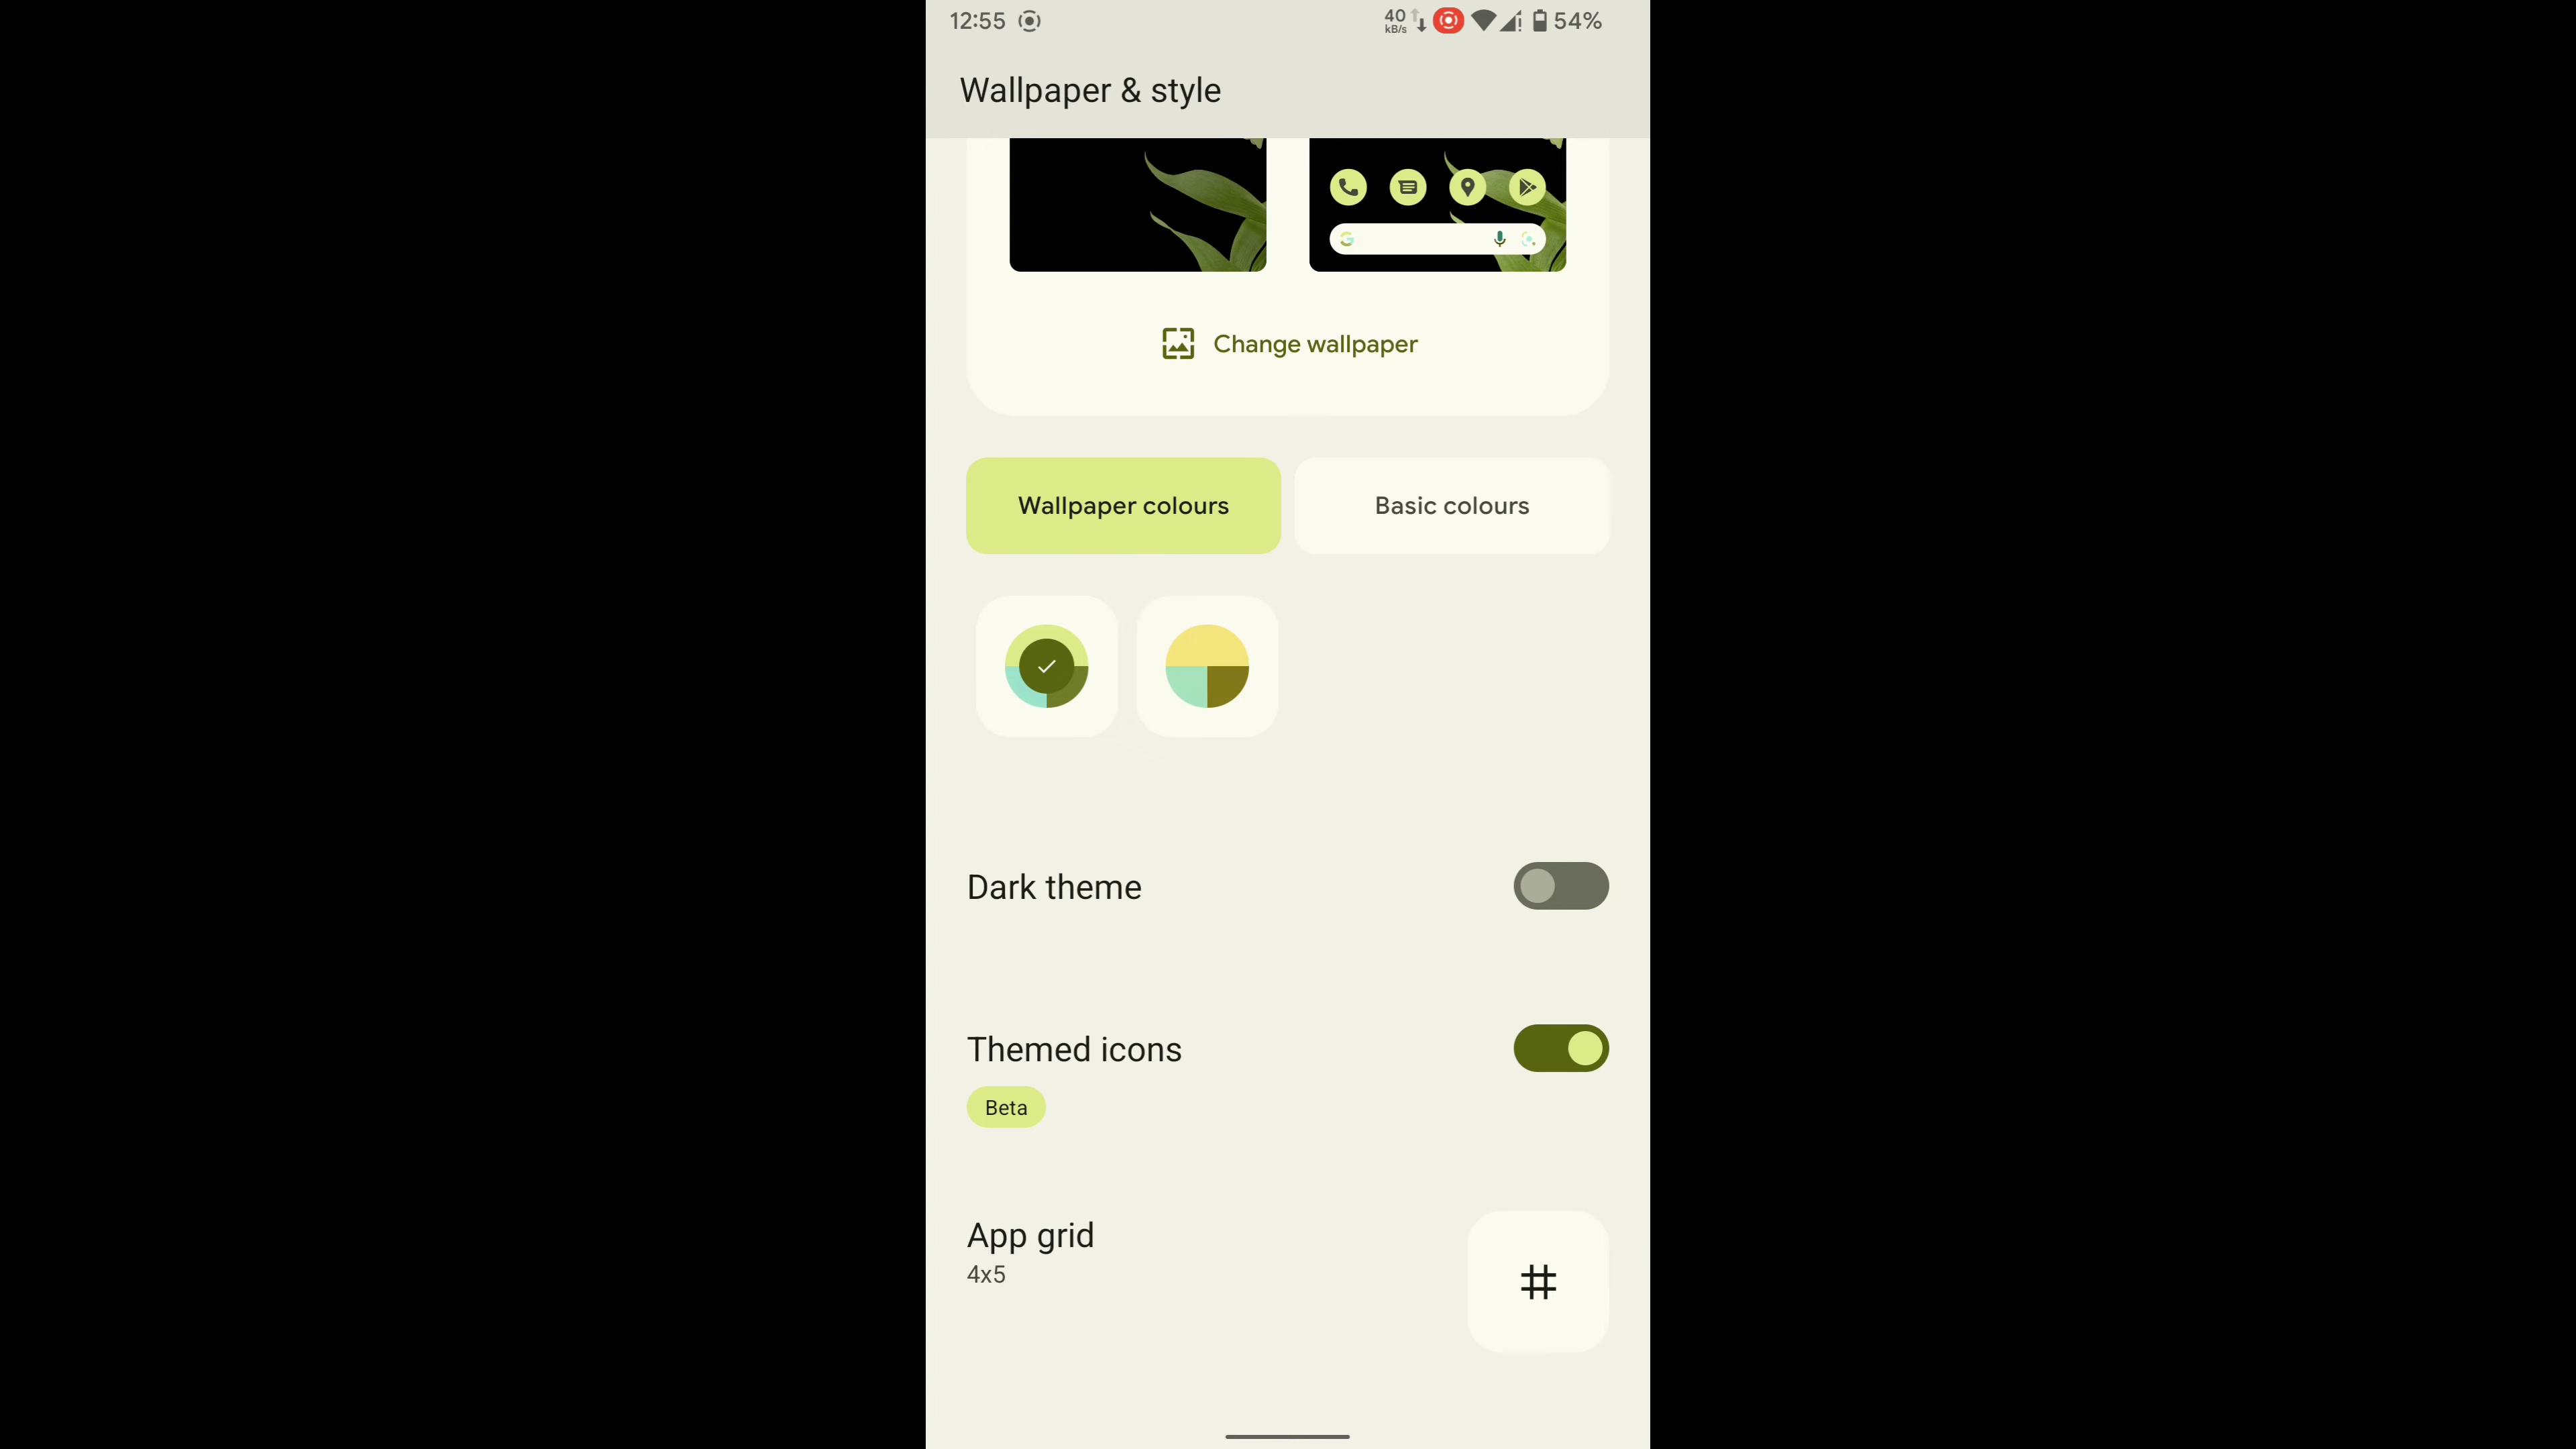 12:55
40
kB/s
54%
Wallpaper & style
Change wallpaper
Wallpaper colours
Basic colours
Dark theme
Themed icons
Beta
App grid
4x5